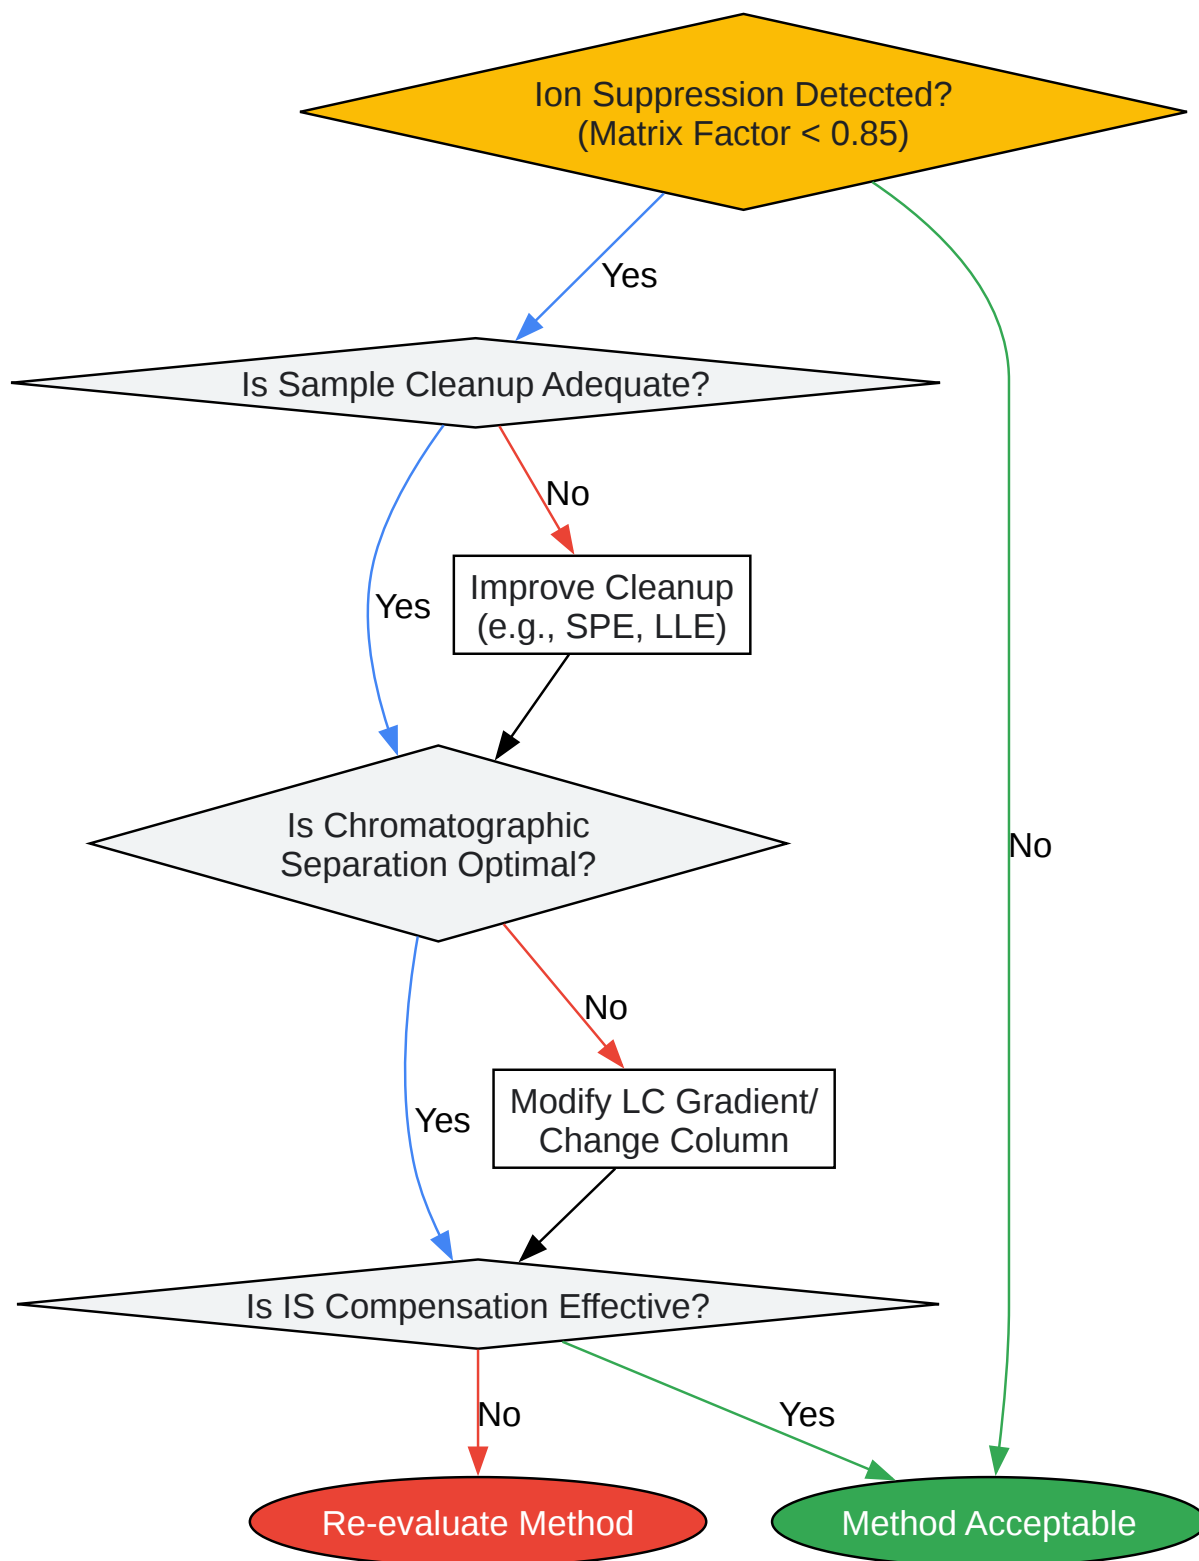 Ion Suppression Detected?
(Matrix Factor < 0.85)
Yes
Is Sample Cleanup Adequate?
No
Improve Cleanup
(e.g., SPE, LLE)
Yes
Is Chromatographic
Separation Optimal?
No
No
Modify LC Gradient/
Change Column
Yes
Is IS Compensation Effective?
No
Yes
Re-evaluate Method
Method Acceptable